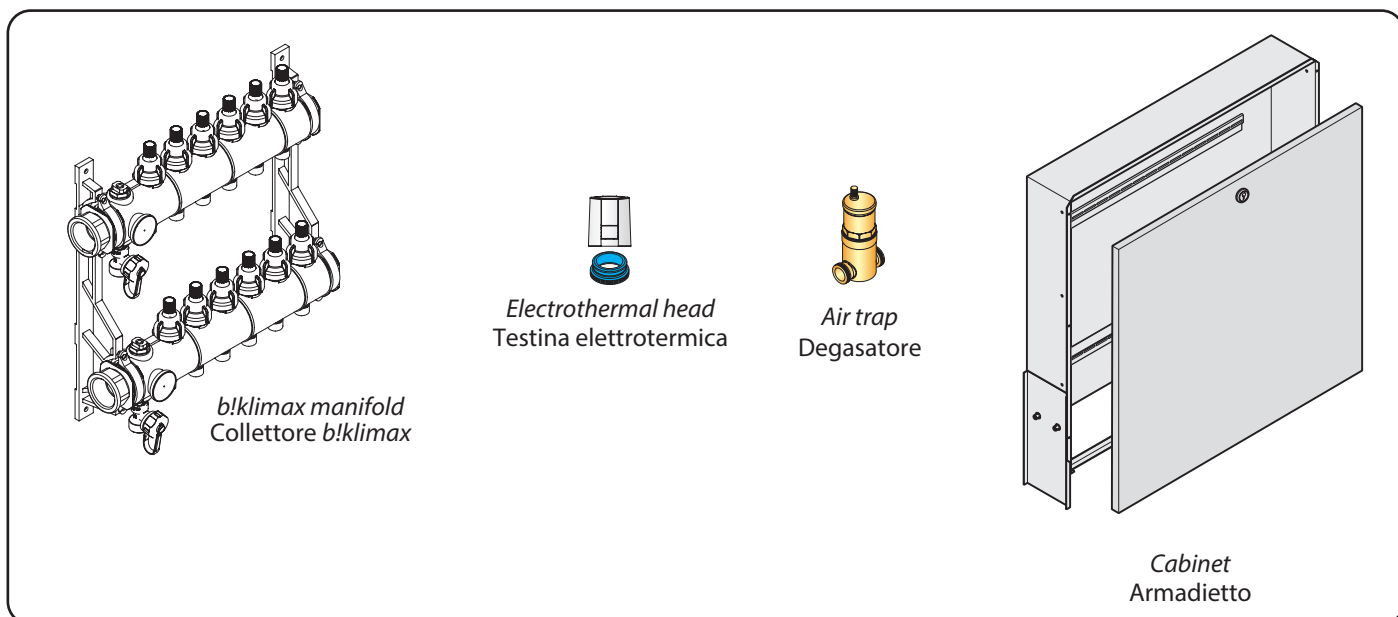 b!klimax manifold
Collettore b!klimax
Electrothermal head
Testina elettrotermica
Air trap
Degasatore
Cabinet
Armadietto